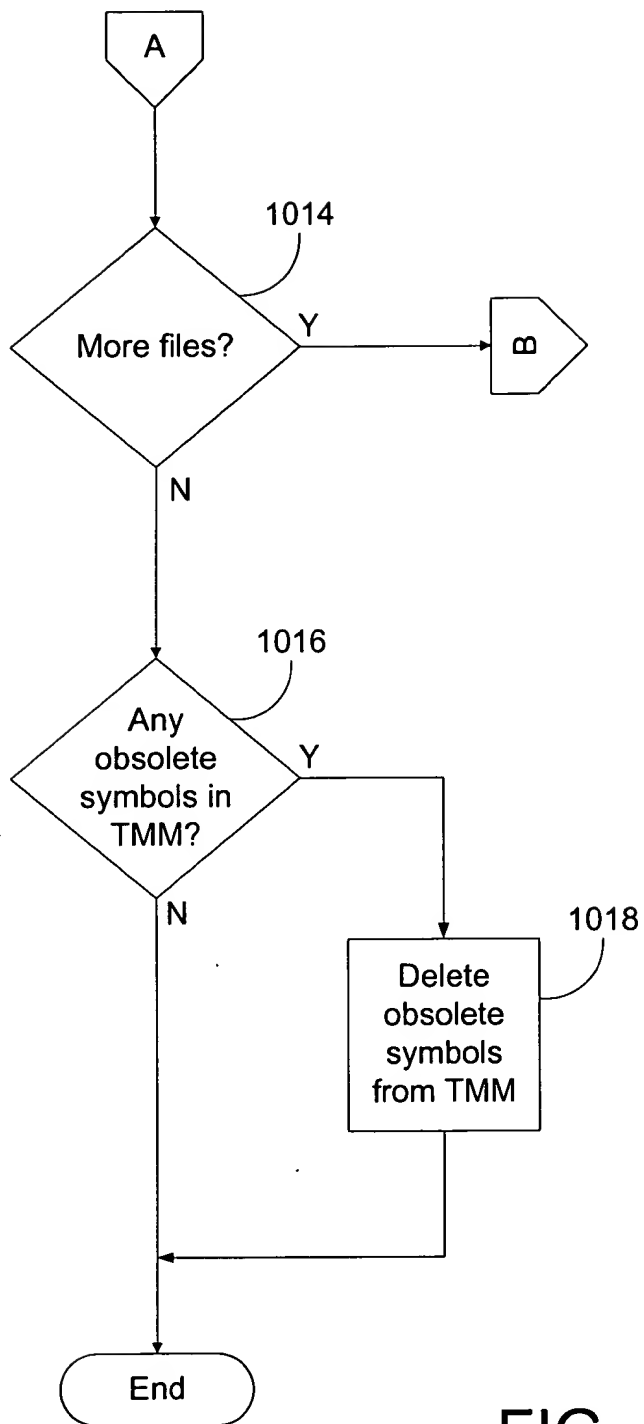 A
1014
More files?
Y
B
N
1016
Any
obsolete
symbols in
TMM?
Y
N
1018
Delete
obsolete
symbols
from TMM
End
FIG